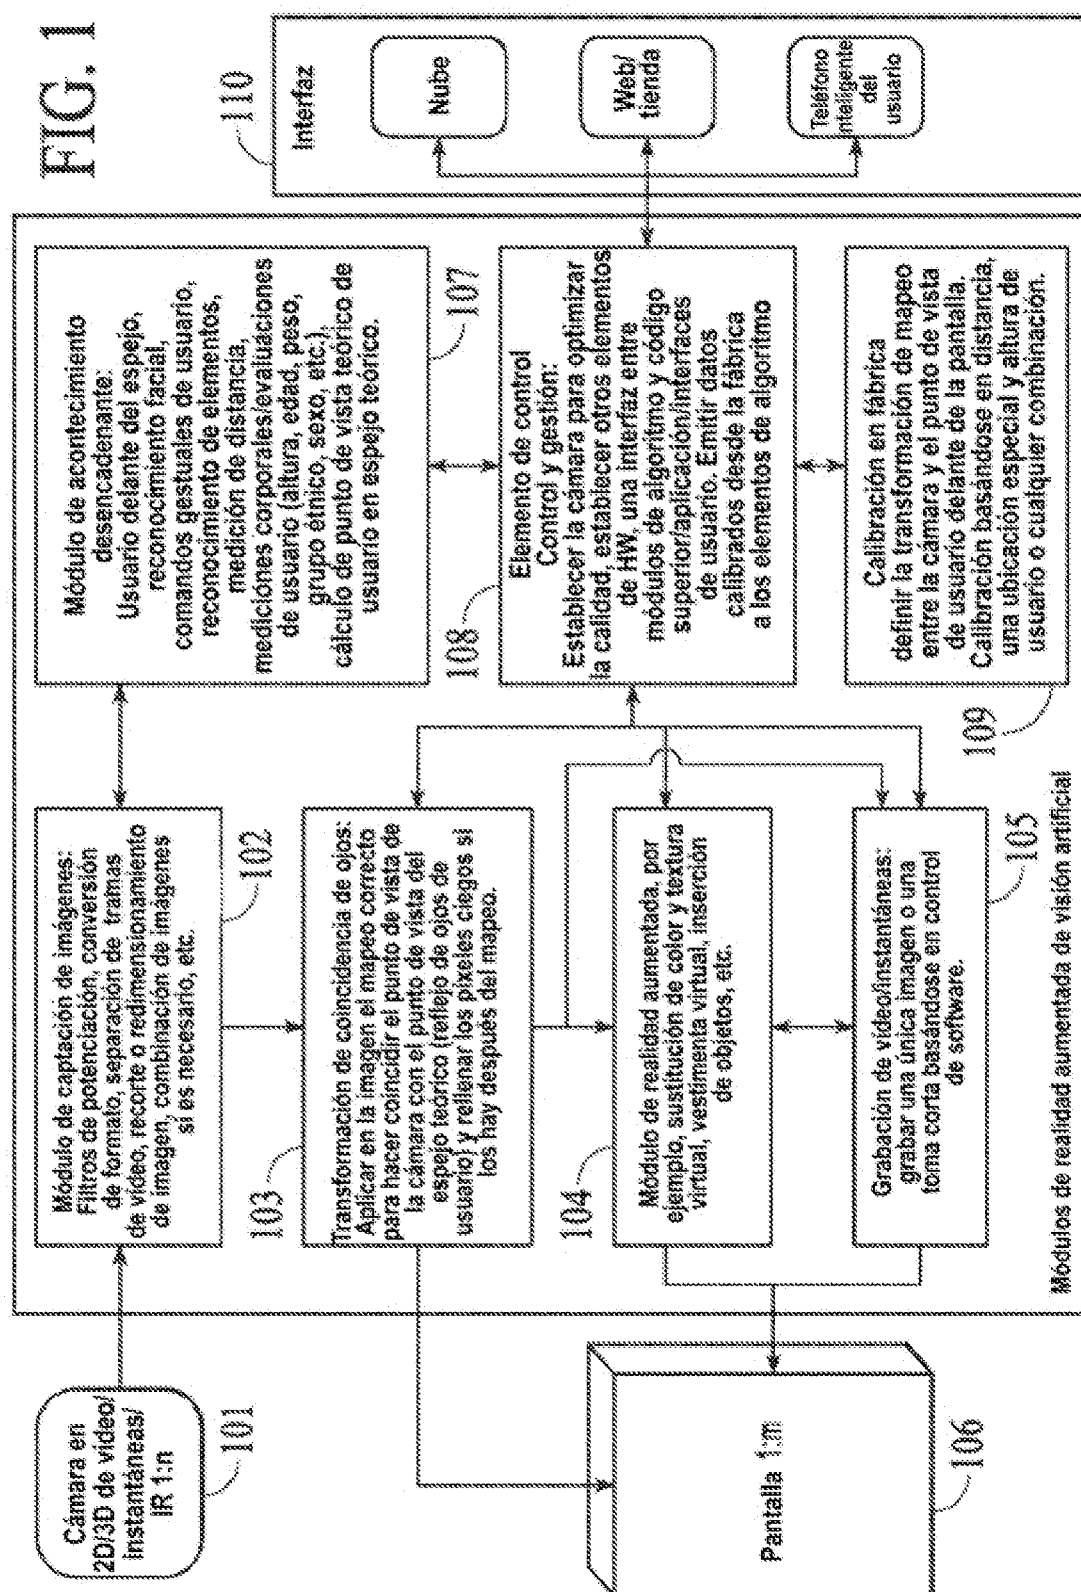 FIG. 1
Cámara en
2D/3D de vídeo/
instantáneas/
IR 1:n
101
Módulo de captación de imágenes:
Filtros de potenciación, conversión
de formato, separación de tramas
de vídeo, recorte o redimensionamiento
de imagen, combinación de imágenes
si es necesario, etc.
102
Módulo de acontecimiento
desencadenante:
Usuario delante del espejo,
reconocimiento facial,
comandos gestuales de usuario,
reconocimiento de elementos,
medición de distancia,
mediciones corporales/evaluaciones
de usuario (altura, edad, peso,
grupo étnico, sexo, etc.),
cálculo de punto de vista teórico de
usuario en espejo teórico.
107
103
Transformación de coincidencia de ojos:
Aplicar en la imagen el mapeo correcto
para hacer coincidir el punto de vista de
la cámara con el punto de vista del
espejo teórico (reflejo de ojos de
usuario) y rellenar los píxeles ciegos si
los hay después del mapeo.
108
Elemento de control
Control y gestión:
Establecer la cámara para optimizar
la calidad, establecer otros elementos
de HW, una interfaz entre
módulos de algoritmo y código
superior/aplicación/interfaces
de usuario. Emitir datos
calibrados desde la fábrica
a los elementos de algoritmo
104
Módulo de realidad aumentada, por
ejemplo, sustitución de color y textura
virtual, vestimenta virtual, inserción
de objetos, etc.
Grabación de vídeo/instantáneas:
grabar una única imagen o una
toma corta basándose en control
de software.
105
Calibración en fábrica
definir la transformación de mapeo
entre la cámara y el punto de vista
de usuario delante de la pantalla.
Calibración basándose en distancia,
una ubicación especial y altura de
usuario o cualquier combinación.
109
Pantalla 1:m
106
Módulos de realidad aumentada de visión artificial
110
Interfaz
Nube
Web/
tienda
Teléfono
inteligente
del
usuario